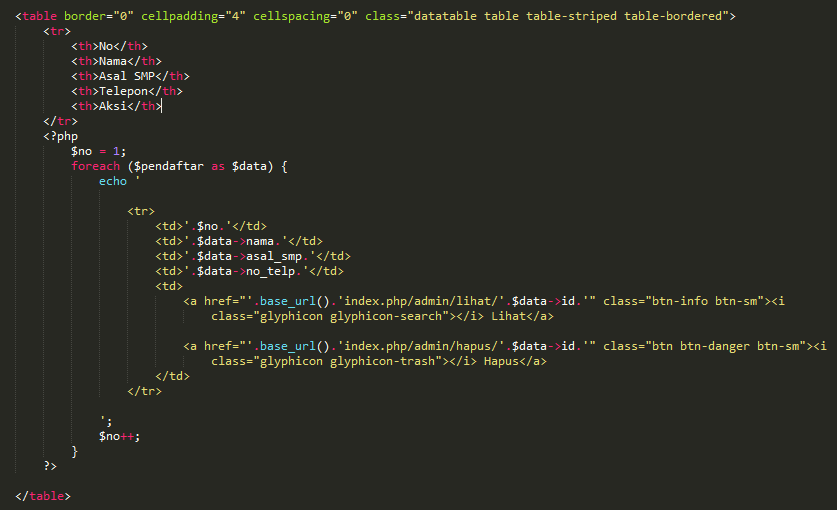 <table border="0" cellpadding="4" cellspacing="0" class="datatable table table-striped table-bordered">
    <tr>
        <th>No</th>
        <th>Nama</th>
        <th>Asal SMP</th>
        <th>Telepon</th>
        <th>Aksi</th>
    </tr>
    <?php
        $no = 1;
        foreach ($pendaftar as $data) {
            echo '

                <tr>
                    <td>'.$no.'</td>
                    <td>'.$data->nama.'</td>
                    <td>'.$data->asal_smp.'</td>
                    <td>'.$data->no_telp.'</td>
                    <td>
                        <a href="'.base_url().'index.php/admin/lihat/'.$data->id.'" class="btn-info btn-sm"><i
                            class="glyphicon glyphicon-search"></i> Lihat</a>

                        <a href="'.base_url().'index.php/admin/hapus/'.$data->id.'" class="btn btn-danger btn-sm"><i
                            class="glyphicon glyphicon-trash"></i> Hapus</a>
                    </td>
                </tr>

            ';
            $no++;
        }
    ?>

</table>